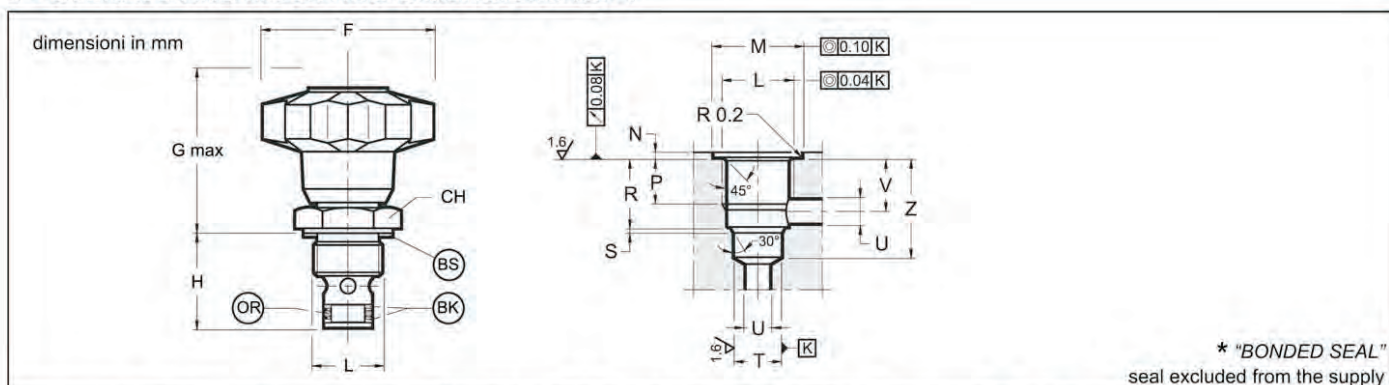 dimensioni in mm
F
G max
CH
H
BS
OR
BK
L
M
◎ 0.10 K
L
◎ 0.04 K
0.08 K
R 0.2
1.6
N
R
P
45°
V
Z
U
S
30°
U
1.6
T
K
* "BONDED SEAL"
seal excluded from the supply